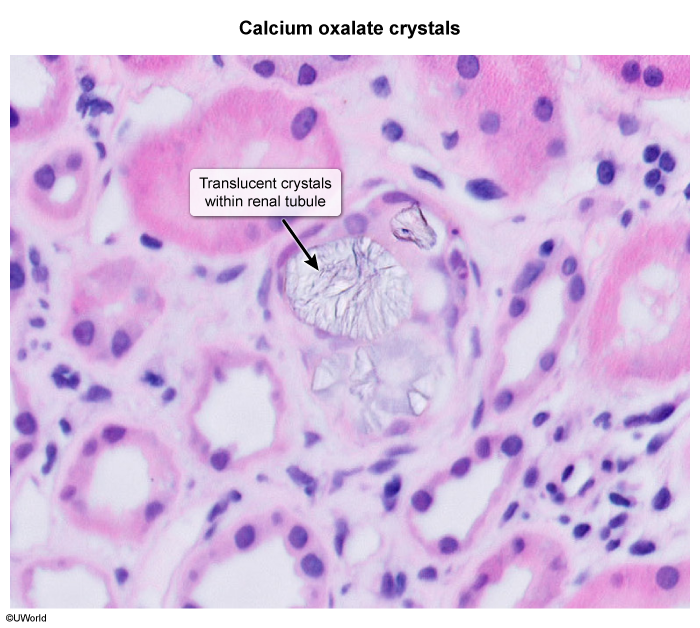 Calcium oxalate crystals
Translucent crystals
within renal tubule
©UWorld